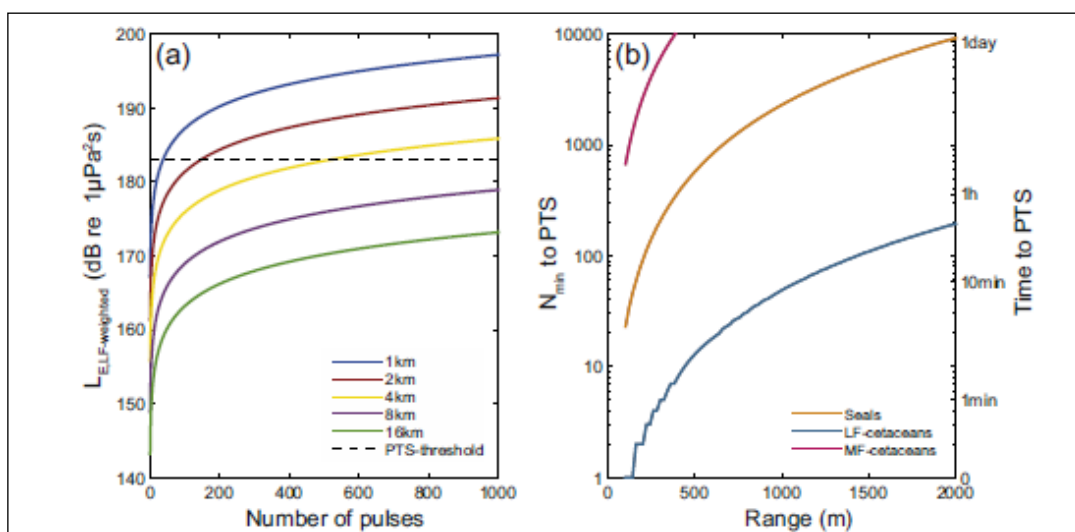 (a)
200
190
180
170
160
150
140
L E,LF-weighted (dB re 1µPa²s)
0 200 400 600 800 1000
Number of pulses
1km
2km
4km
8km
16km
PTS-threshold
(b)
10000
1000
100
10
1
N min to PTS
1day
1h
10min
1min
0
Time to PTS
0 500 1000 1500 2000
Range (m)
Seals
LF-cetaceans
MF-cetaceans